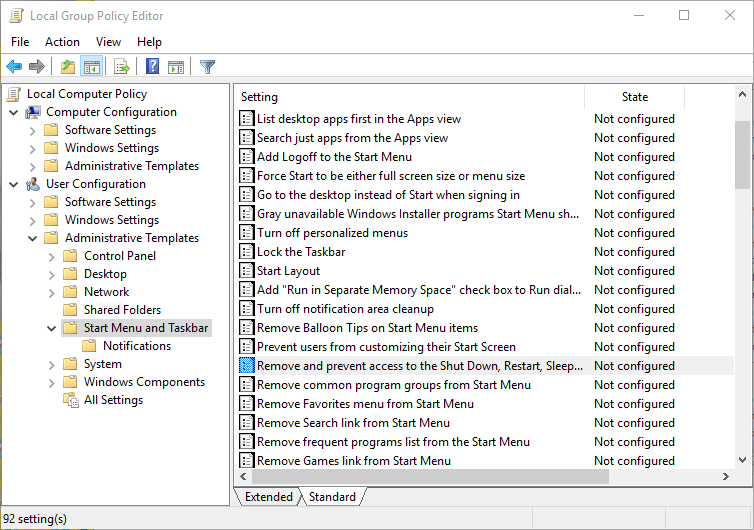 Local Group Policy Editor
File Action View Help
Local Computer Policy
Computer Configuration
Software Settings
Windows Settings
Administrative Templates
User Configuration
Software Settings
Windows Settings
Administrative Templates
Control Panel
Desktop
Network
Shared Folders
Start Menu and Taskbar
Notifications
System
Windows Components
All Settings
Setting State
List desktop apps first in the Apps view Not configured
Search just apps from the Apps view Not configured
Add Logoff to the Start Menu Not configured
Force Start to be either full screen size or menu size Not configured
Go to the desktop instead of Start when signing in Not configured
Gray unavailable Windows Installer programs Start Menu sh... Not configured
Turn off personalized menus Not configured
Lock the Taskbar Not configured
Start Layout Not configured
Add "Run in Separate Memory Space" check box to Run dial... Not configured
Turn off notification area cleanup Not configured
Remove Balloon Tips on Start Menu items Not configured
Prevent users from customizing their Start Screen Not configured
Remove and prevent access to the Shut Down, Restart, Sleep... Not configured
Remove common program groups from Start Menu Not configured
Remove Favorites menu from Start Menu Not configured
Remove Search link from Start Menu Not configured
Remove frequent programs list from the Start Menu Not configured
Remove Games link from Start Menu Not configured
Extended Standard
92 setting(s)